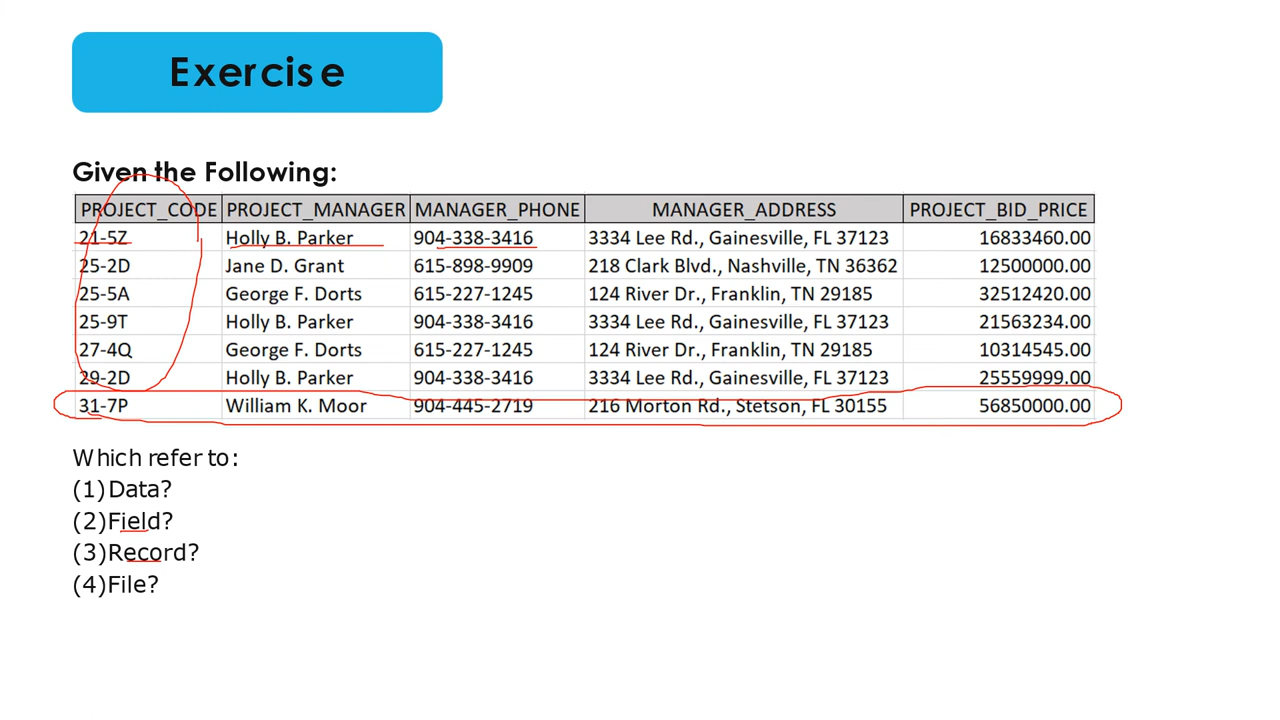 Exercise
Given the Following:
PROJECT_CODE PROJECT_MANAGER MANAGER_PHONE MANAGER_ADDRESS PROJECT_BID_PRICE
21-5Z Holly B. Parker 904-338-3416 3334 Lee Rd., Gainesville, FL 37123 16833460.00
25-2D Jane D. Grant 615-898-9909 218 Clark Blvd., Nashville, TN 36362 12500000.00
25-5A George F. Dorts 615-227-1245 124 River Dr., Franklin, TN 29185 32512420.00
25-9T Holly B. Parker 904-338-3416 3334 Lee Rd., Gainesville, FL 37123 21563234.00
27-4Q George F. Dorts 615-227-1245 124 River Dr., Franklin, TN 29185 10314545.00
29-2D Holly B. Parker 904-338-3416 3334 Lee Rd., Gainesville, FL 37123 25559999.00
31-7P William K. Moor 904-445-2719 216 Morton Rd., Stetson, FL 30155 56850000.00
Which refer to:
(1)Data?
(2)Field?
(3)Record?
(4)File?